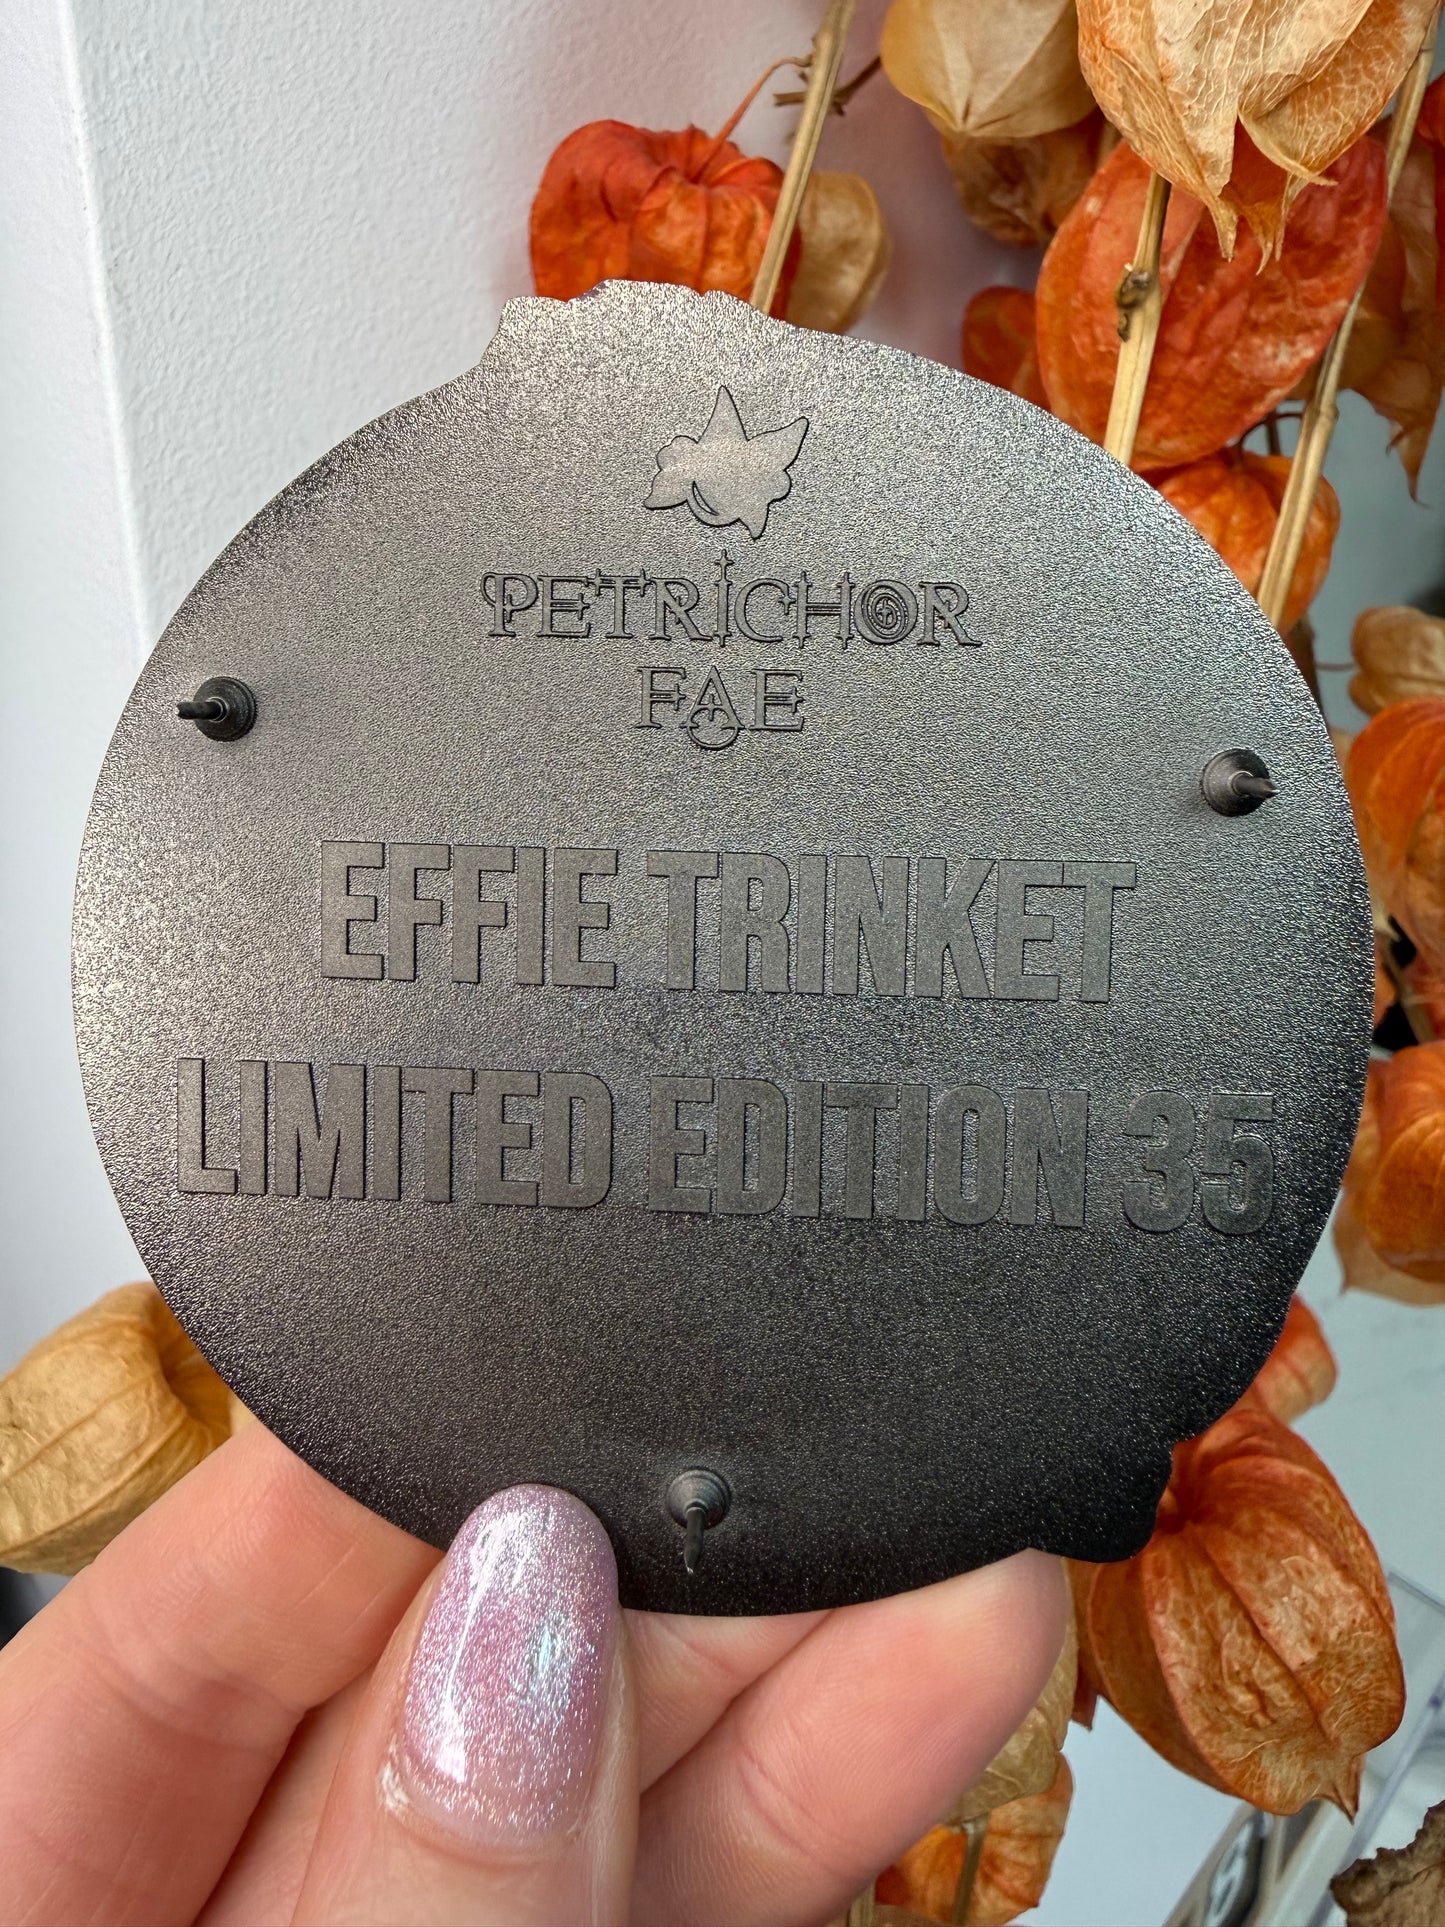 PETRICHOR
FAE
EFFIE TRINKET
LIMITED EDITION 35